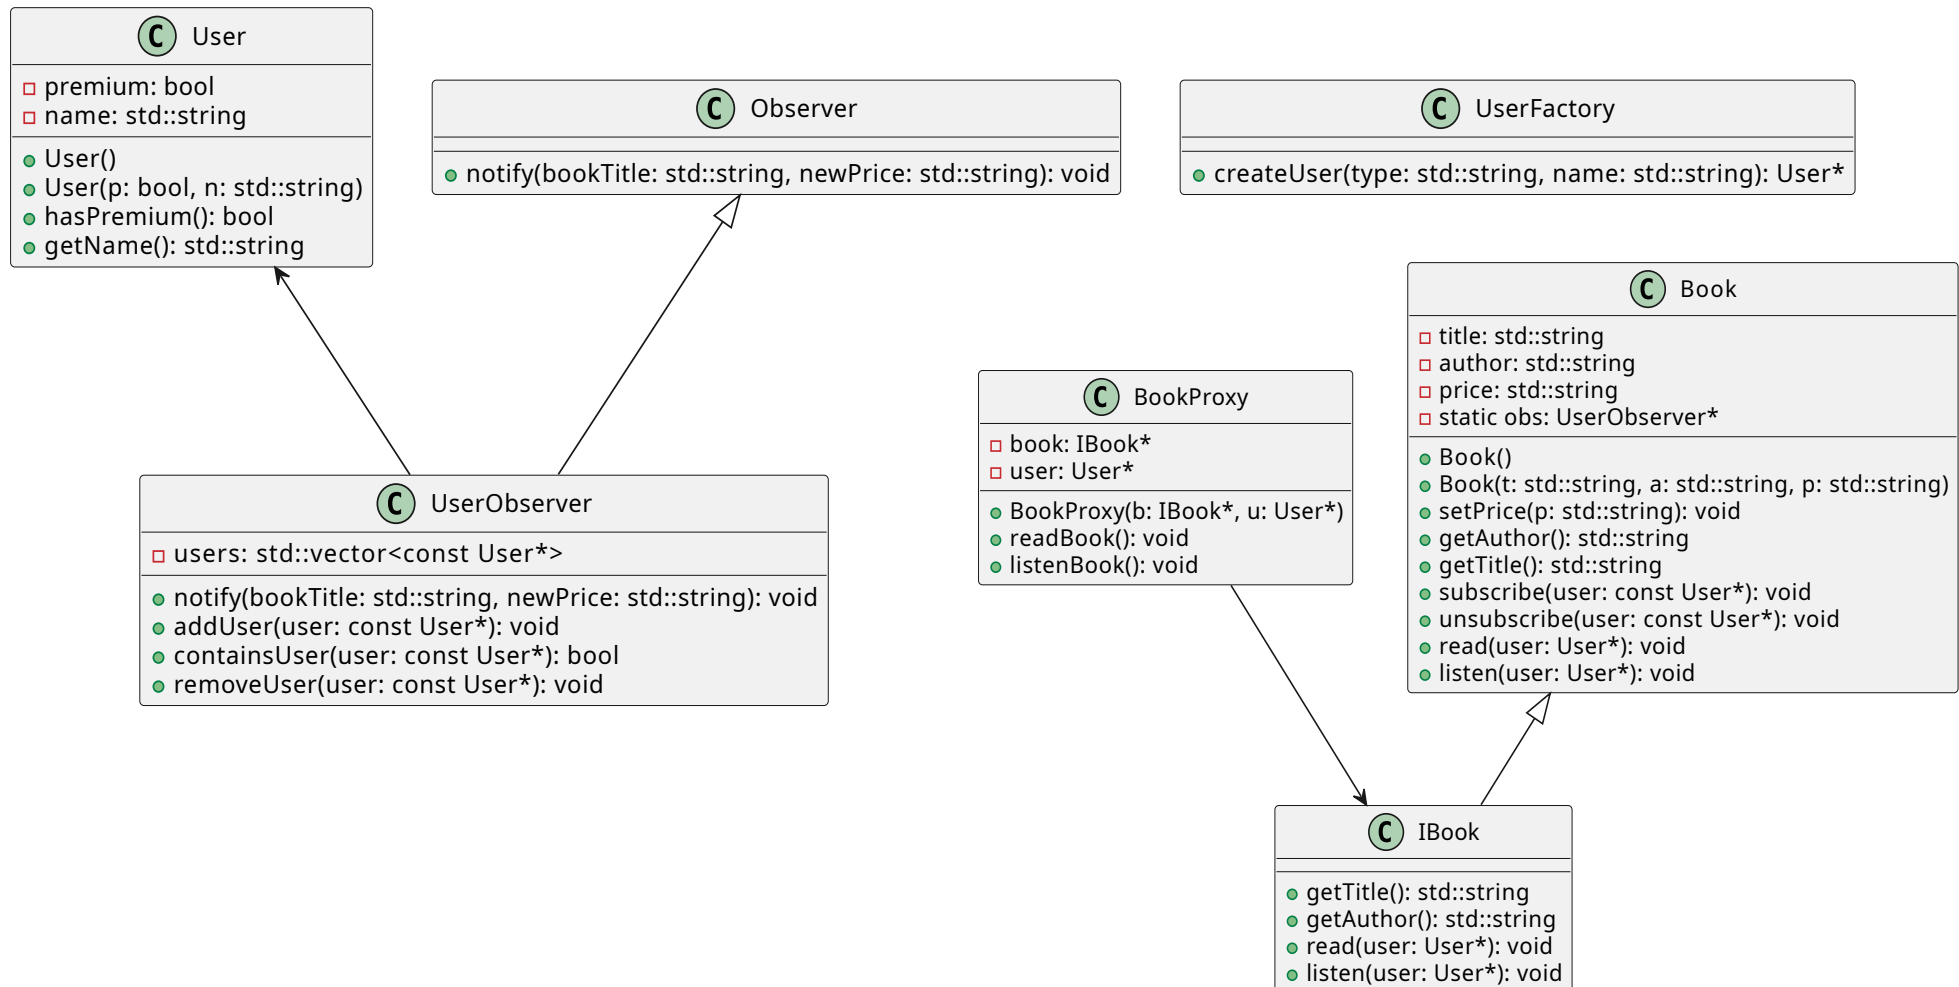 C User
premium: bool
name: std::string
User()
User(p: bool, n: std::string)
hasPremium(): bool
getName(): std::string
C Observer
notify(bookTitle: std::string, newPrice: std::string): void
C UserFactory
createUser(type: std::string, name: std::string): User*
C UserObserver
users: std::vector<const User*>
notify(bookTitle: std::string, newPrice: std::string): void
addUser(user: const User*): void
containsUser(user: const User*): bool
removeUser(user: const User*): void
C BookProxy
book: IBook*
user: User*
BookProxy(b: IBook*, u: User*)
readBook(): void
listenBook(): void
C Book
title: std::string
author: std::string
price: std::string
static obs: UserObserver*
Book()
Book(t: std::string, a: std::string, p: std::string)
setPrice(p: std::string): void
getAuthor(): std::string
getTitle(): std::string
subscribe(user: const User*): void
unsubscribe(user: const User*): void
read(user: User*): void
listen(user: User*): void
C IBook
getTitle(): std::string
getAuthor(): std::string
read(user: User*): void
listen(user: User*): void